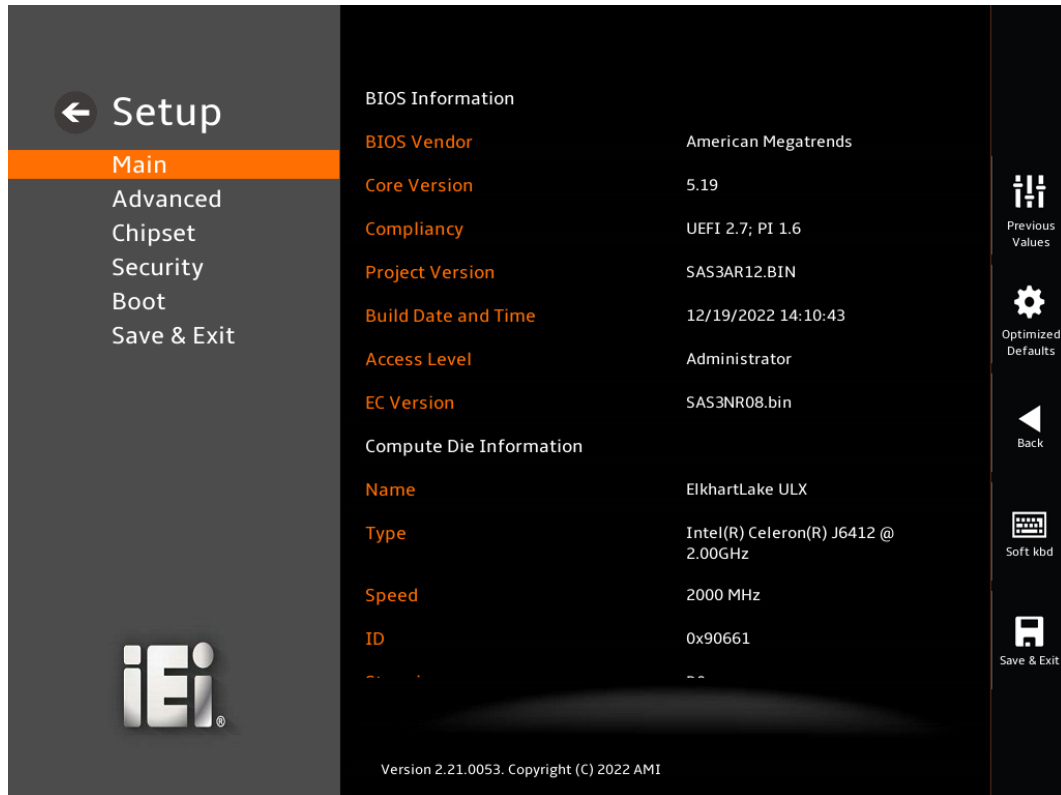 Setup
Main
Advanced
Chipset
Security
Boot
Save & Exit
iEi®
BIOS Information
BIOS Vendor American Megatrends
Core Version 5.19
Compliancy UEFI 2.7; PI 1.6
Project Version SAS3AR12.BIN
Build Date and Time 12/19/2022 14:10:43
Access Level Administrator
EC Version SAS3NR08.bin
Compute Die Information
Name ElkhartLake ULX
Type Intel(R) Celeron(R) J6412 @
2.00GHz
Speed 2000 MHz
ID 0x90661
Version 2.21.0053. Copyright (C) 2022 AMI
Previous
Values
Optimized
Defaults
Back
Soft kbd
Save & Exit